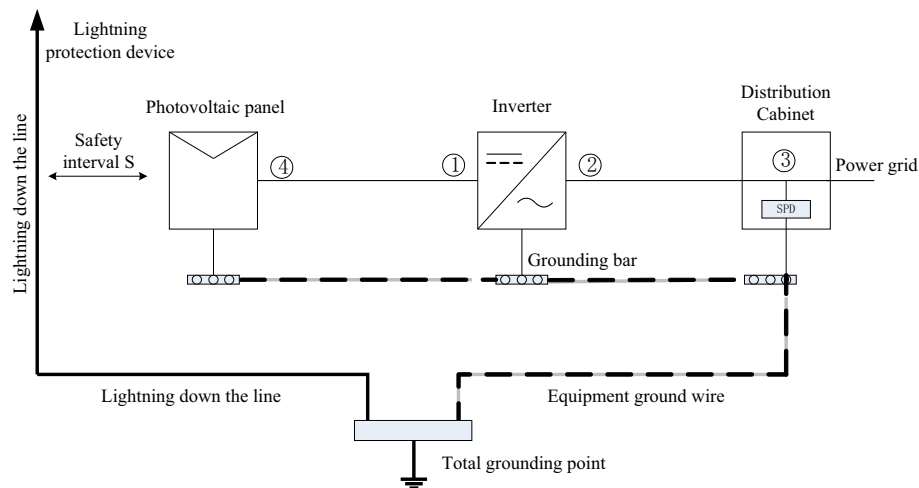 Lightning
protection device
Lightning down the line
Safety
interval S
Photovoltaic panel
④
①
Inverter
②
Distribution
Cabinet
③
SPD
Power grid
Grounding bar
Lightning down the line
Equipment ground wire
Total grounding point